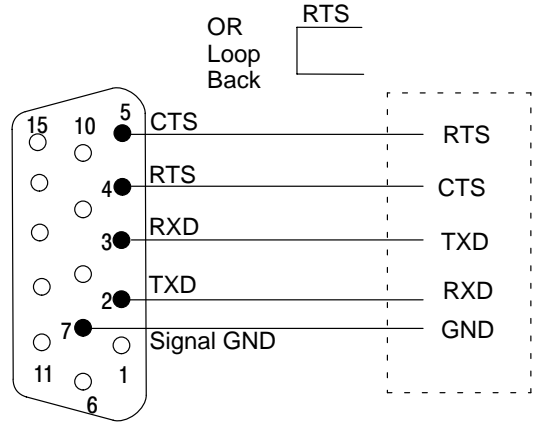 OR RTS
Loop
Back
15 10 5 CTS RTS
4 RTS CTS
3 RXD TXD
2 TXD RXD
7 Signal GND GND
11 6 1